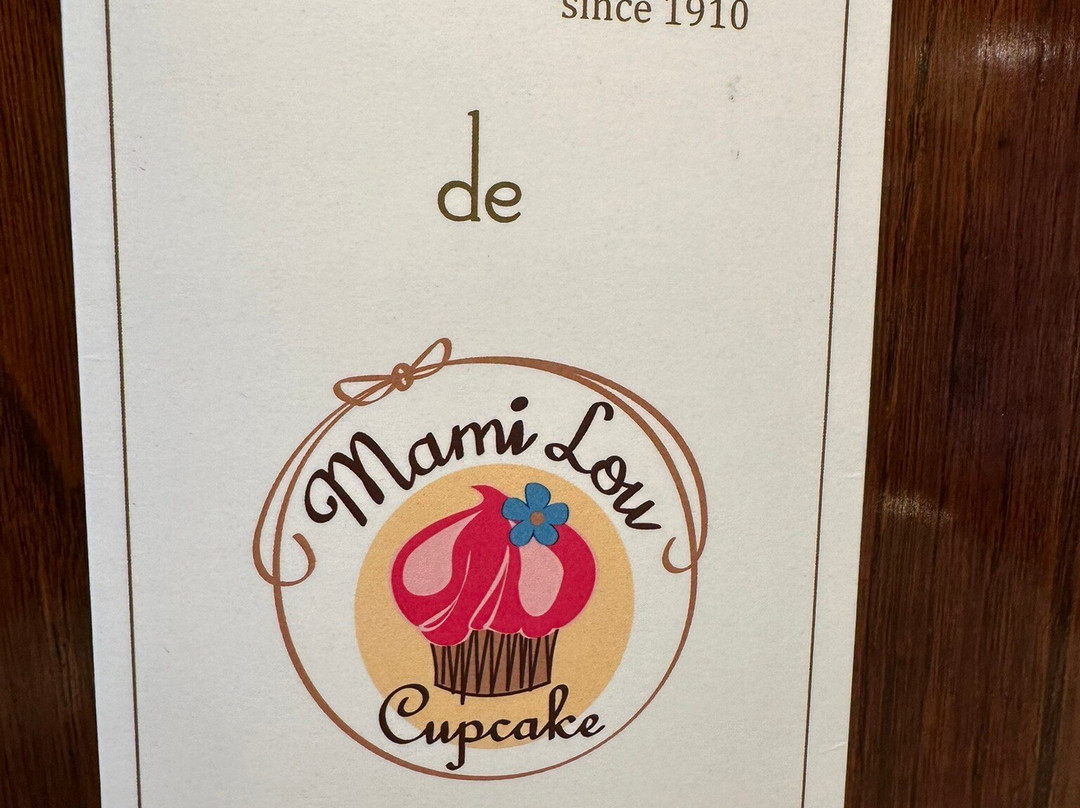 since 1910
de
Mami Lou
Cupcake